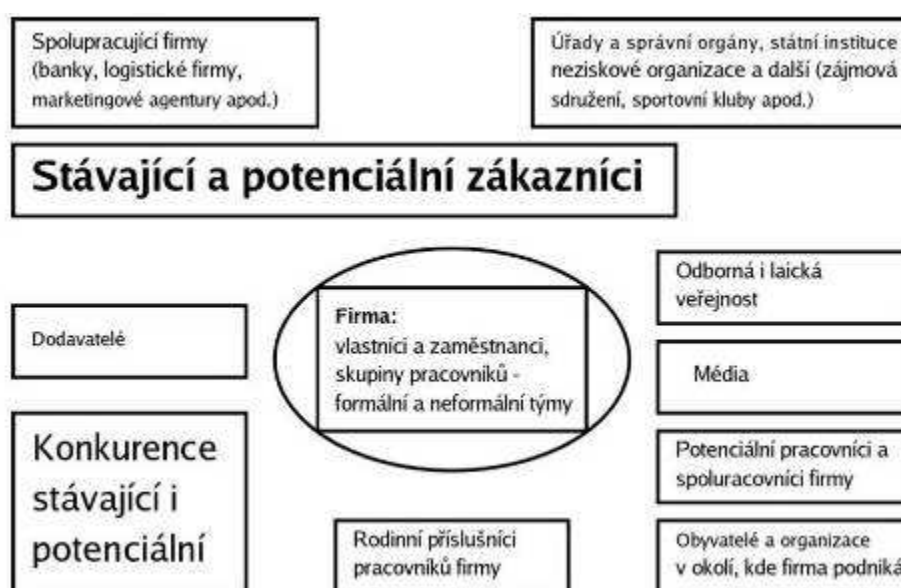 Spolupracující firmy
(banky, logistické firmy,
marketingové agentury apod.)
Úřady a správní orgány, státní instituce
neziskové organizace a další (zájmová
sdružení, sportovní kluby apod.)
Stávající a potenciální zákazníci
Dodavatelé
Firma:
vlastníci a zaměstnanci,
skupiny pracovníků -
formální a neformální týmy
Odborná i laická
veřejnost
Média
Potenciální pracovníci a
spoluracovníci firmy
Konkurence
stávající i
potenciální
Rodinní příslušníci
pracovníků firmy
Obyvatelé a organizace
v okolí, kde firma podniká